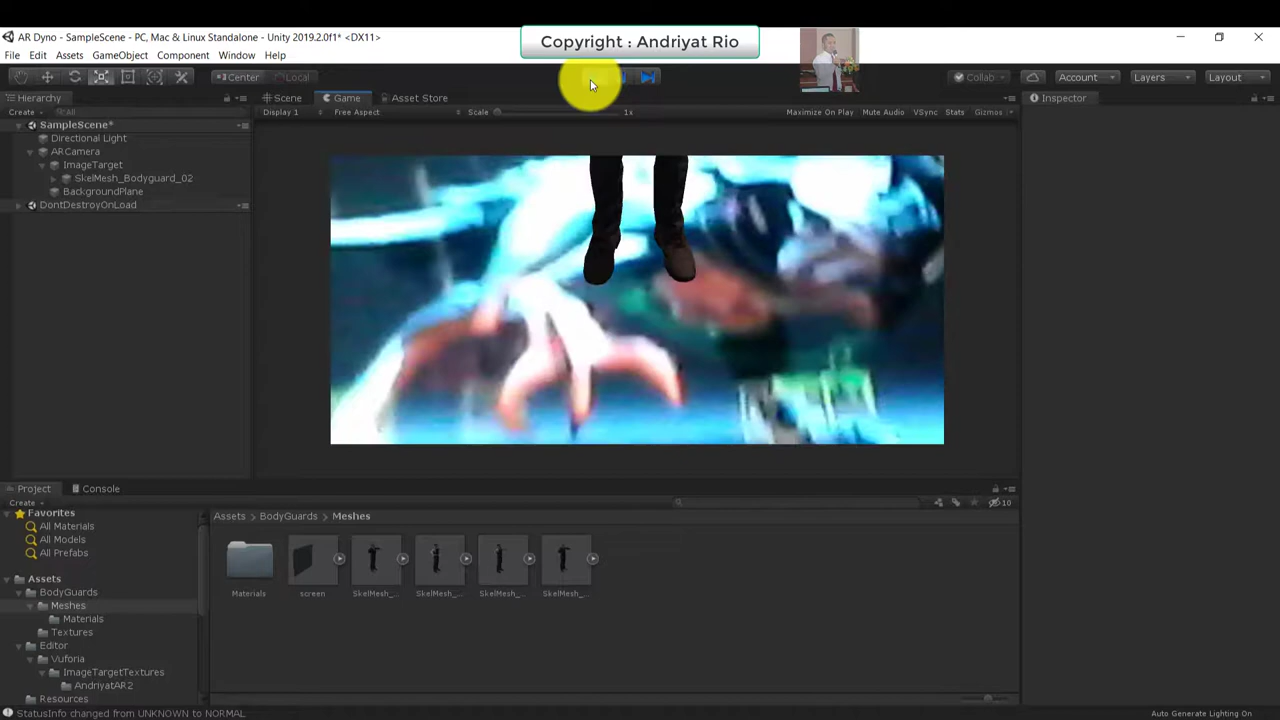 AR Dyno - SampleScene - PC, Mac & Linux Standalone - Unity 2019.2.0f1* <DX11>
Copyright : Andriyat Rio
File Edit Assets GameObject Component Window Help
Center Local Collab Account Layers Layout
Hierarchy Scene Game Asset Store Inspector
Create All Display 1 Free Aspect Scale 1x Maximize On Play Mute Audio VSync Stats Gizmos
SampleScene*
Directional Light
ARCamera
ImageTarget
SkelMesh_Bodyguard_02
BackgroundPlane
DontDestroyOnLoad
Project Console
Create 10
Favorites
All Materials
All Models
All Prefabs
Assets
BodyGuards
Meshes
Materials
Textures
Editor
Vuforia
ImageTargetTextures
AndriyatAR2
Resources
Assets > BodyGuards > Meshes
Materials screen SkelMesh_... SkelMesh_... SkelMesh_... SkelMesh_...
StatusInfo changed from UNKNOWN to NORMAL Auto Generate Lighting On